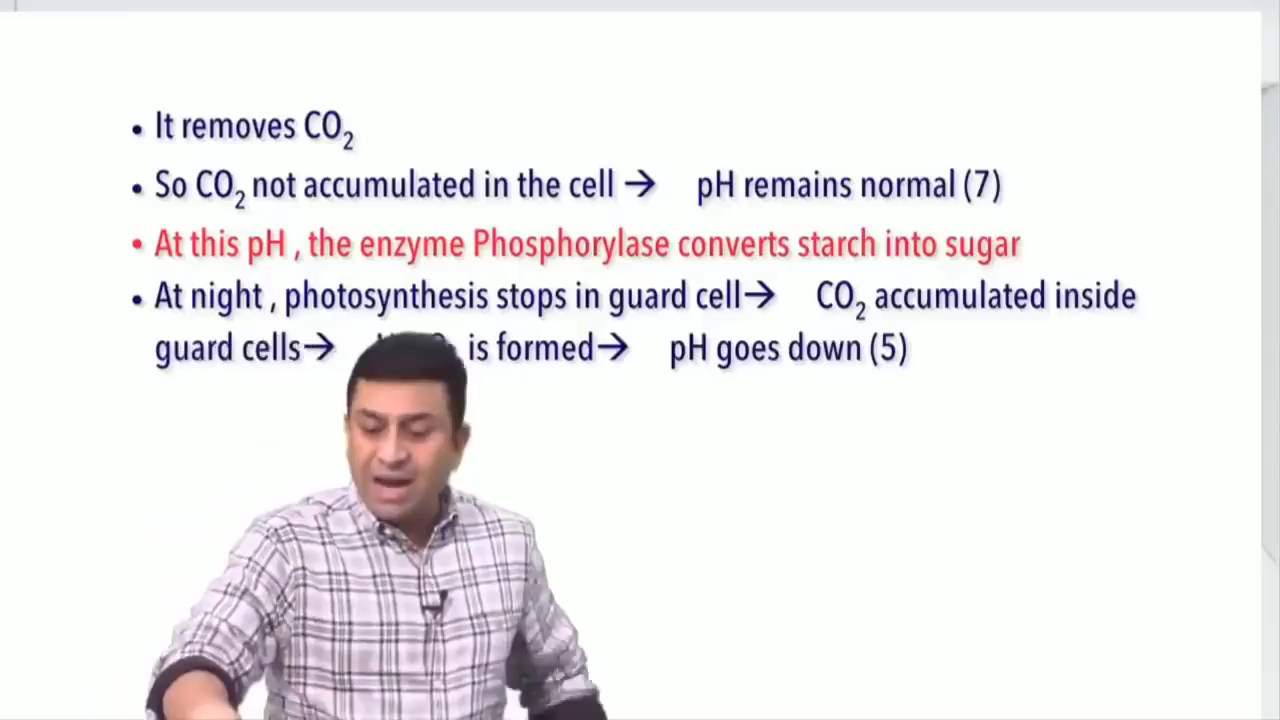 • It removes CO₂
• So CO₂ not accumulated in the cell → pH remains normal (7)
• At this pH , the enzyme Phosphorylase converts starch into sugar
• At night , photosynthesis stops in guard cell→ CO₂ accumulated inside
guard cells→ is formed→ pH goes down (5)